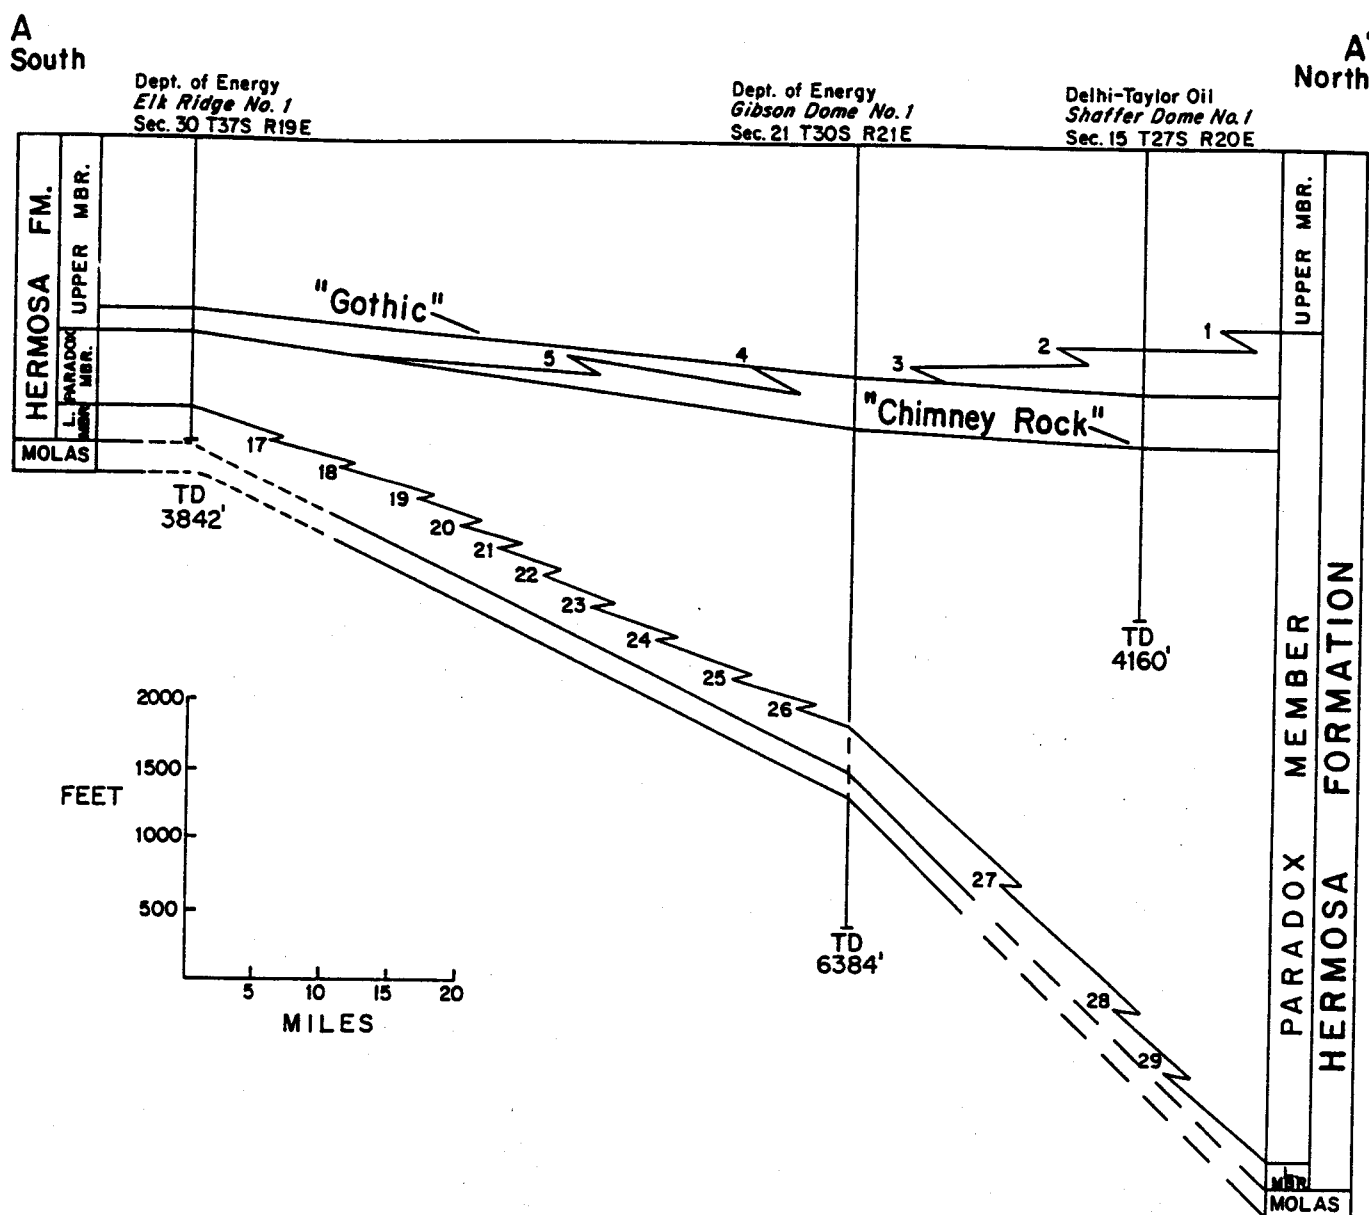 A
South
A'
North
Dept. of Energy
Elk Ridge No. 1
Sec. 30 T37S R19E
Dept. of Energy
Gibson Dome No. 1
Sec. 21 T30S R21E
Delhi-Taylor Oil
Shaffer Dome No. 1
Sec. 15 T27S R20E
HERMOSA FM.
UPPER MBR.
PARADOX
MBR.
L.
MBR.
MOLAS
"Gothic"
"Chimney Rock"
1
2
3
4
5
17
18
19
20
21
22
23
24
25
26
27
28
29
TD
3842'
TD
6384'
TD
4160'
2000
1500
1000
500
FEET
5 10 15 20
MILES
UPPER MBR.
PARADOX MEMBER
HERMOSA FORMATION
MBR.
MOLAS